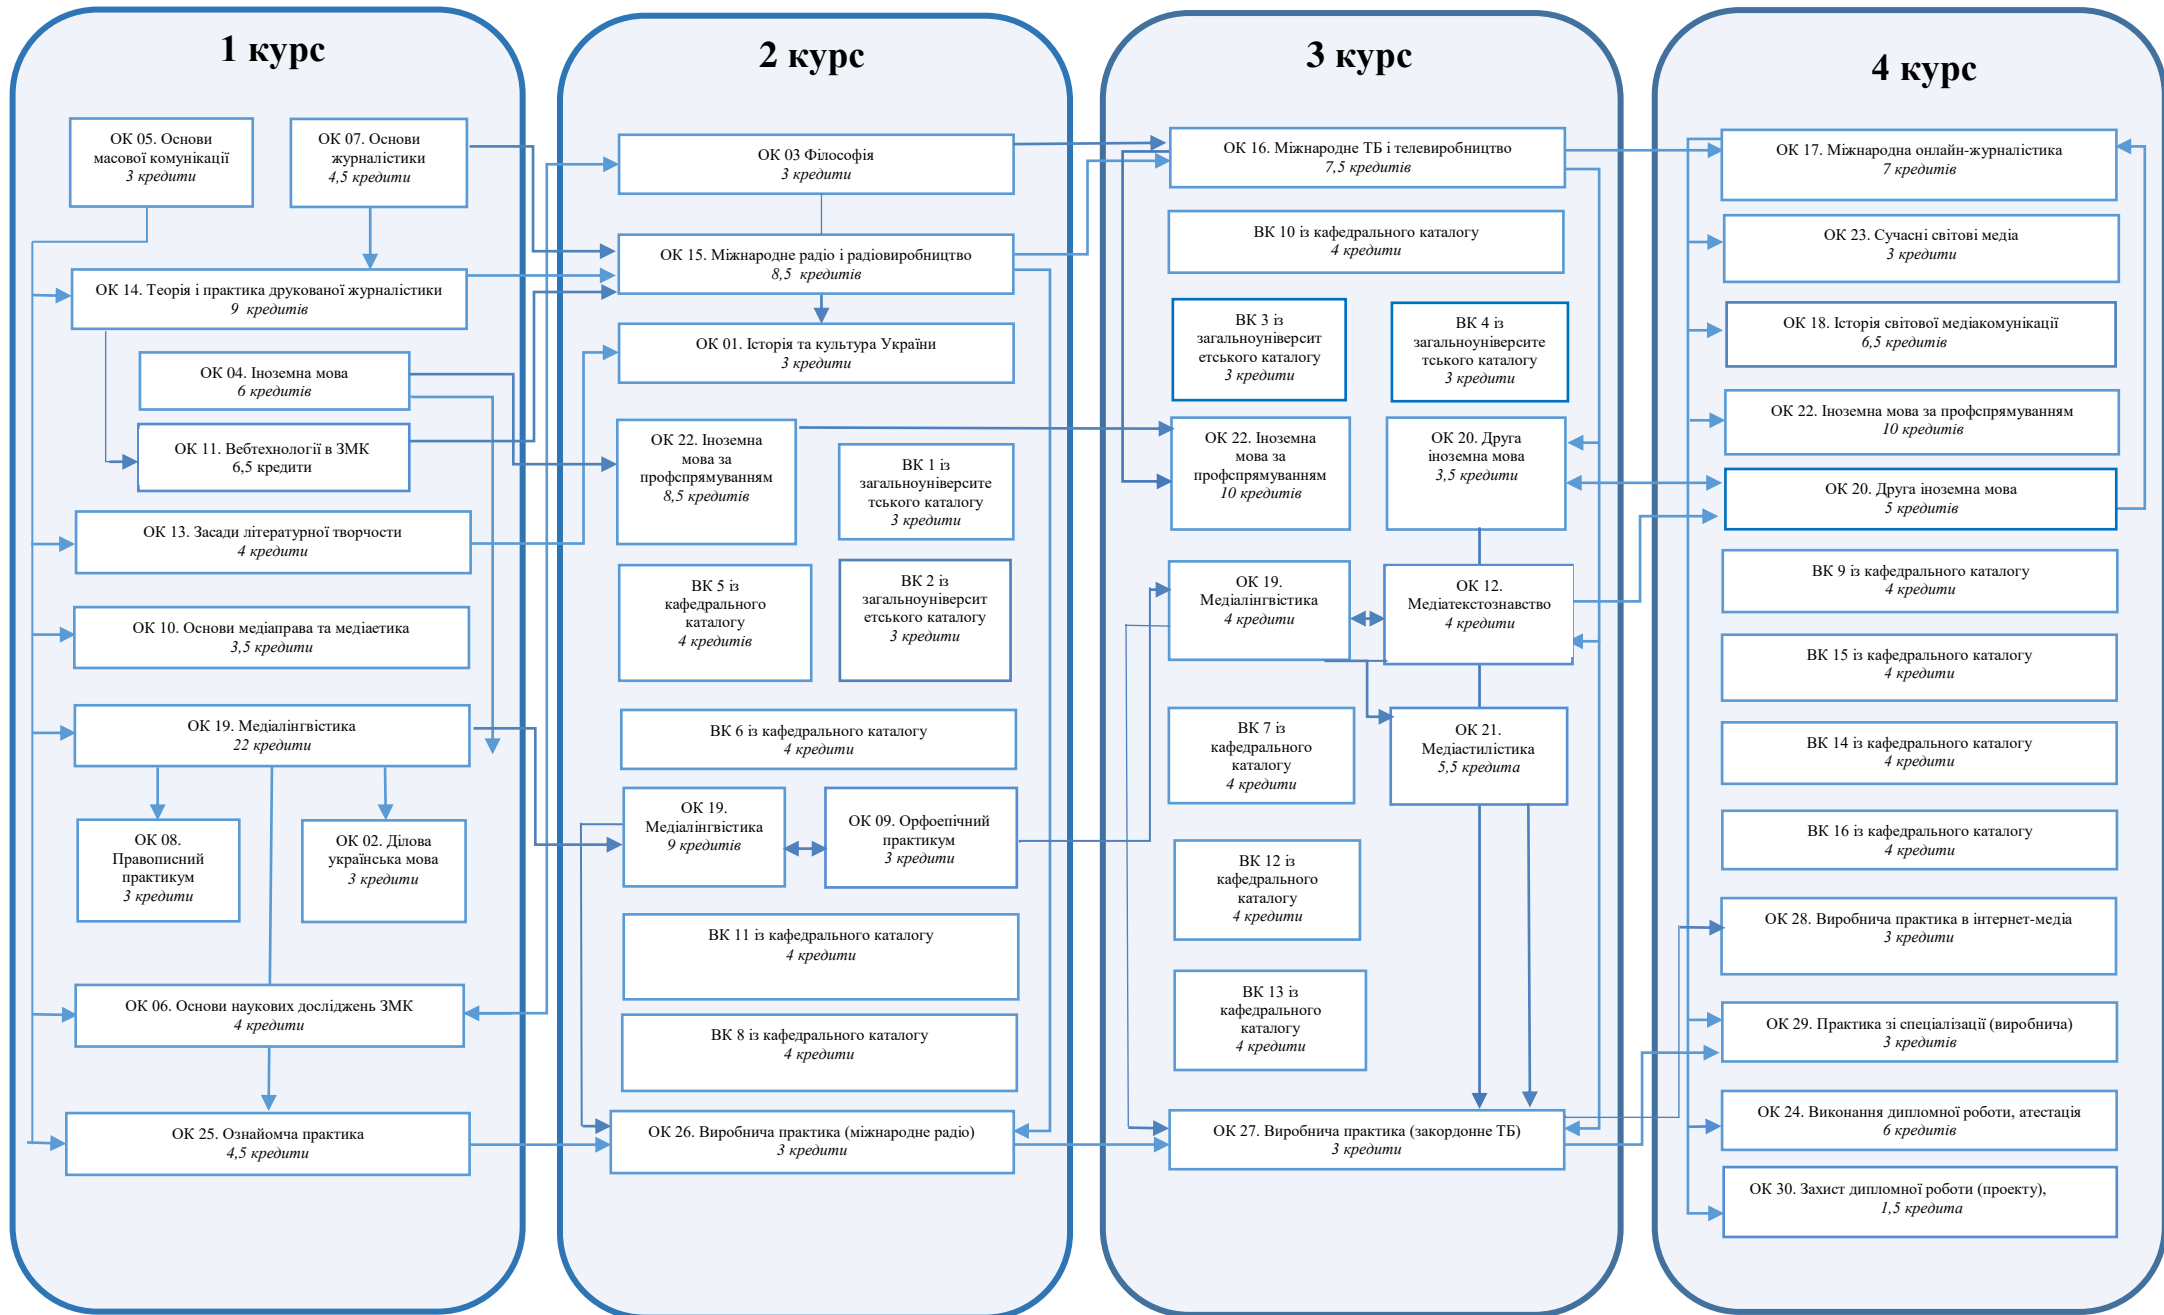 1 курс
ОК 05. Основи
масової комунікації
3 кредити
ОК 07. Основи
журналістики
4,5 кредити
ОК 14. Теорія і практика друкованої журналістики
9 кредитів
ОК 04. Іноземна мова
6 кредитів
ОК 11. Вебтехнології в ЗМК
6,5 кредити
ОК 13. Засади літературної творчости
4 кредити
ОК 10. Основи медіаправа та медіаетика
3,5 кредити
ОК 19. Медіалінгвістика
22 кредити
ОК 08.
Правописний
практикум
3 кредити
ОК 02. Ділова
українська мова
3 кредити
ОК 06. Основи наукових досліджень ЗМК
4 кредити
ОК 25. Ознайомча практика
4,5 кредити
2 курс
ОК 03 Філософія
3 кредити
ОК 15. Міжнародне радіо і радіовиробництво
8,5 кредитів
ОК 01. Історія та культура України
3 кредити
ОК 22. Іноземна
мова за
профспрямуванням
8,5 кредитів
ВК 1 із
загальноуніверсите
тського каталогу
3 кредити
ВК 5 із
кафедрального
каталогу
4 кредитів
ВК 2 із
загальноуніверсит
етського каталогу
3 кредити
ВК 6 із кафедрального каталогу
4 кредити
ОК 19.
Медіалінгвістика
9 кредитів
ОК 09. Орфоепічний
практикум
3 кредити
ВК 11 із кафедрального каталогу
4 кредити
ВК 8 із кафедрального каталогу
4 кредити
ОК 26. Виробнича практика (міжнародне радіо)
3 кредити
3 курс
ОК 16. Міжнародне ТБ і телевиробництво
7,5 кредитів
ВК 10 із кафедрального каталогу
4 кредити
ВК 3 із
загальноуніверсит
етського каталогу
3 кредити
ВК 4 із
загальноуніверсите
тського каталогу
3 кредити
ОК 22. Іноземна
мова за
профспрямуванням
10 кредитів
ОК 20. Друга
іноземна мова
3,5 кредити
ОК 19.
Медіалінгвістика
4 кредити
ОК 12.
Медіатекстознавство
4 кредити
ВК 7 із
кафедрального
каталогу
4 кредити
ОК 21.
Медіастилістика
5,5 кредита
ВК 12 із
кафедрального
каталогу
4 кредити
ВК 13 із
кафедрального
каталогу
4 кредити
ОК 27. Виробнича практика (закордонне ТБ)
3 кредити
4 курс
ОК 17. Міжнародна онлайн-журналістика
7 кредитів
ОК 23. Сучасні світові медіа
3 кредити
ОК 18. Історія світової медіакомунікації
6,5 кредитів
ОК 22. Іноземна мова за профспрямуванням
10 кредитів
ОК 20. Друга іноземна мова
5 кредитів
ВК 9 із кафедрального каталогу
4 кредити
ВК 15 із кафедрального каталогу
4 кредити
ВК 14 із кафедрального каталогу
4 кредити
ВК 16 із кафедрального каталогу
4 кредити
ОК 28. Виробнича практика в інтернет-медіа
3 кредити
ОК 29. Практика зі спеціалізації (виробнича)
3 кредитів
ОК 24. Виконання дипломної роботи, атестація
6 кредитів
ОК 30. Захист дипломної роботи (проекту),
1,5 кредита